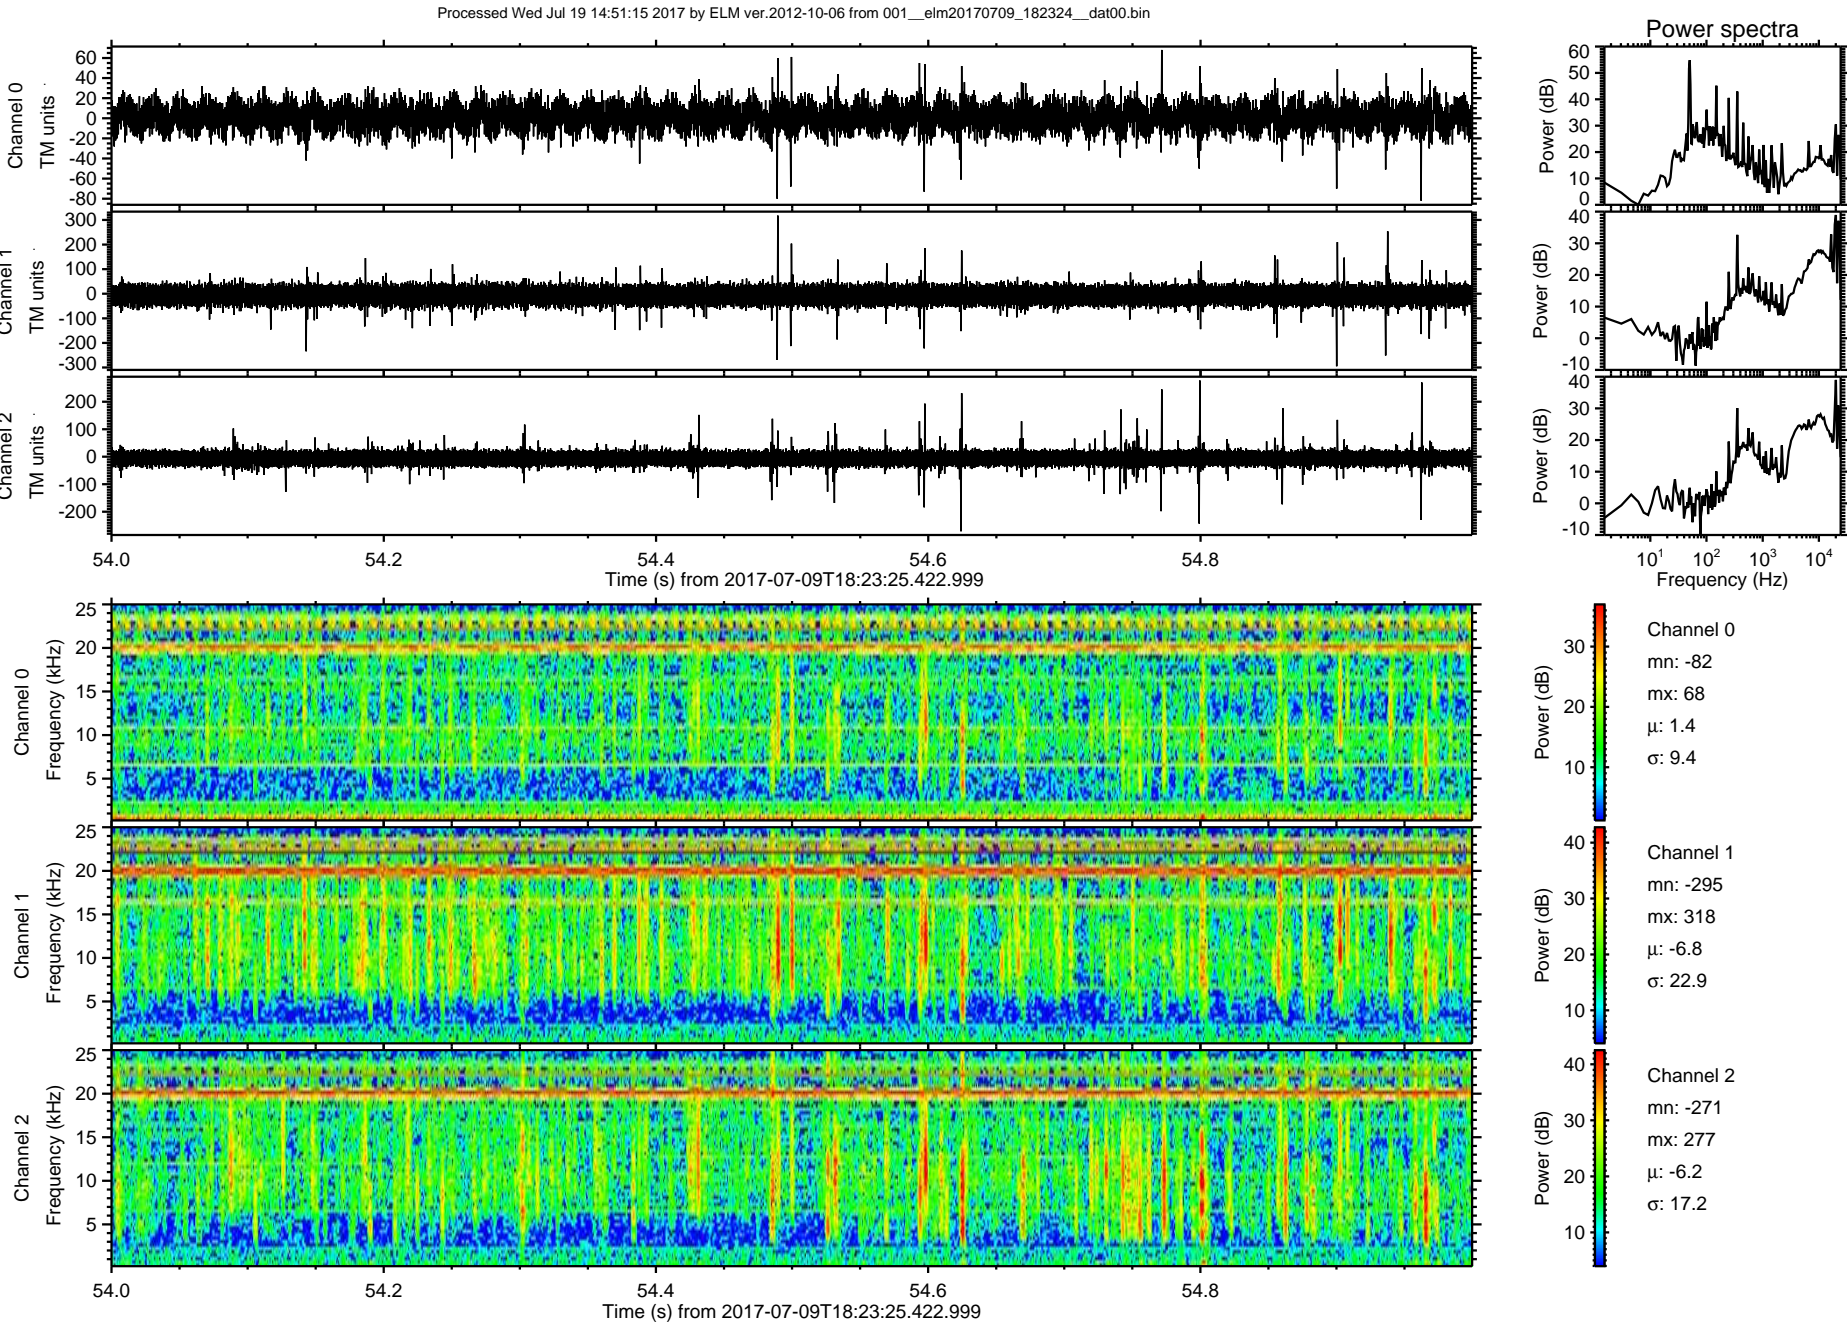 Processed Wed Jul 19 14:51:15 2017 by ELM ver.2012-10-06 from 001__elm20170709_182324__dat00.bin
Power spectra
Channel 0
TM units
60
40
20
0
-20
-40
-60
-80
Power (dB)
60
50
40
30
20
10
0
Channel 1
TM units
300
200
100
0
-100
-200
-300
Power (dB)
40
30
20
10
0
-10
Channel 2
TM units
200
100
0
-100
-200
Power (dB)
40
30
20
10
0
-10
54.0 54.2 54.4 54.6 54.8
Time (s) from 2017-07-09T18:23:25.422.999
10¹ 10² 10³ 10⁴
Frequency (Hz)
Channel 0
Frequency (kHz)
25
20
15
10
5
Power (dB)
30
20
10
Channel 0
mn: -82
mx: 68
μ: 1.4
σ: 9.4
Channel 1
Frequency (kHz)
25
20
15
10
5
Power (dB)
40
30
20
10
Channel 1
mn: -295
mx: 318
μ: -6.8
σ: 22.9
Channel 2
Frequency (kHz)
25
20
15
10
5
Power (dB)
40
30
20
10
Channel 2
mn: -271
mx: 277
μ: -6.2
σ: 17.2
54.0 54.2 54.4 54.6 54.8
Time (s) from 2017-07-09T18:23:25.422.999